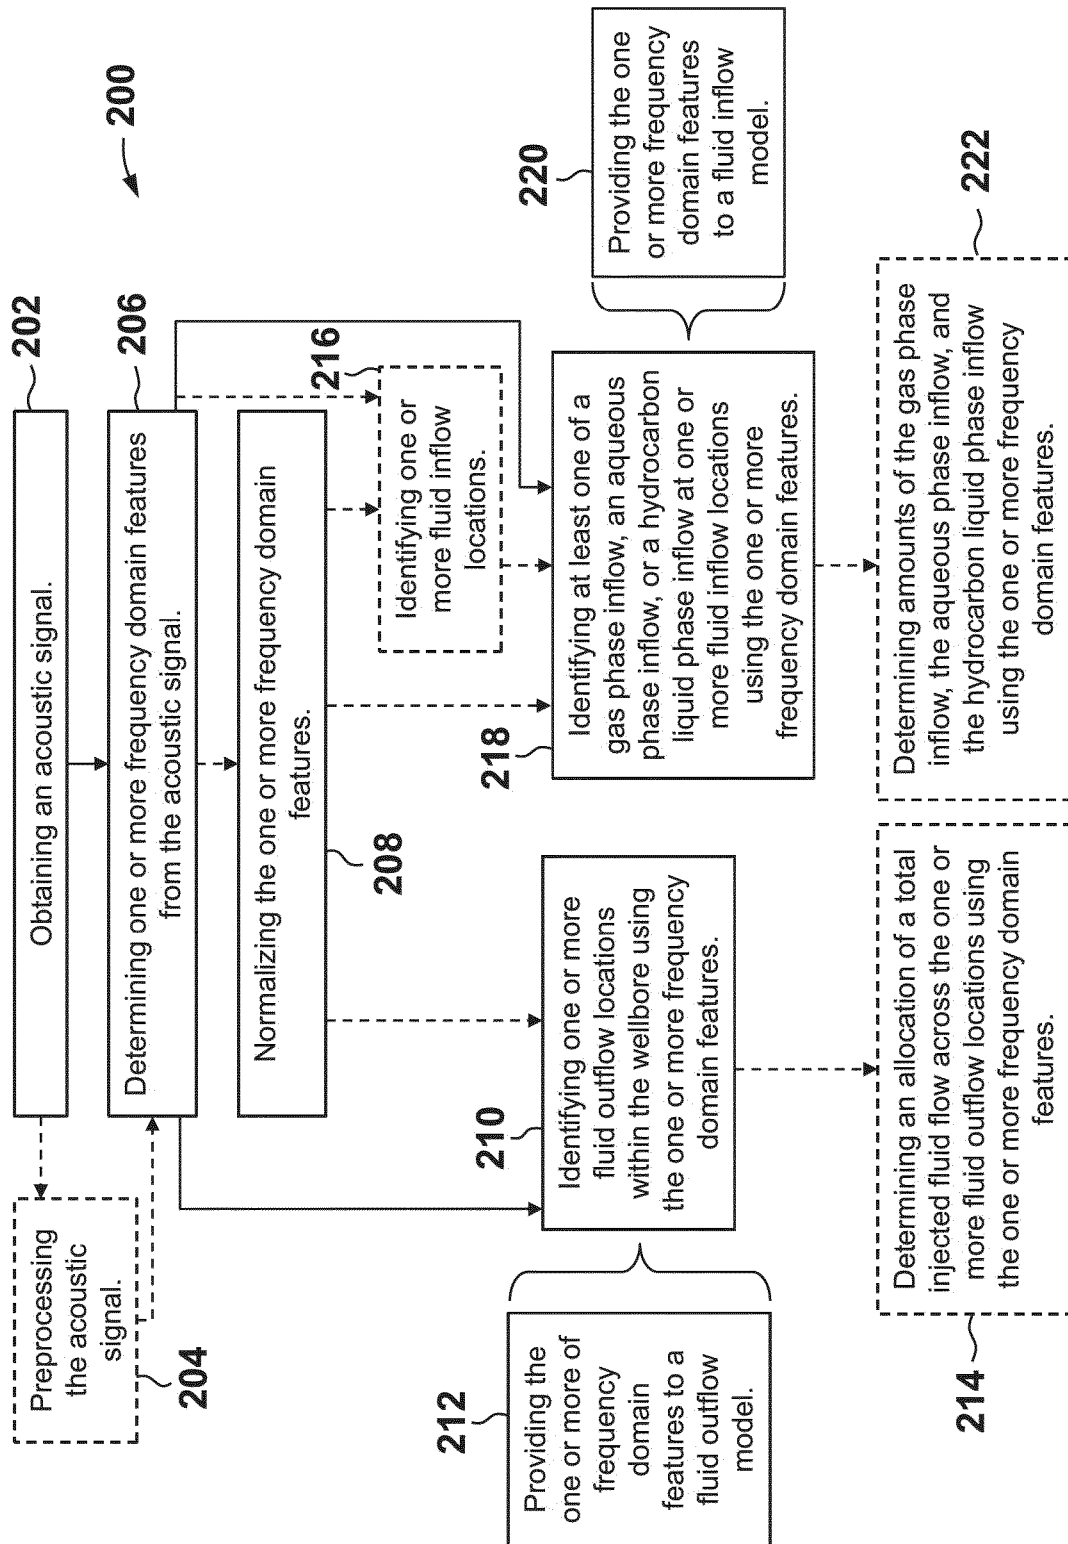 200
202
Obtaining an acoustic signal.
Preprocessing
the acoustic
signal.
204
206
Determining one or more frequency domain features
from the acoustic signal.
Normalizing the one or more frequency domain
features.
208
216
Identifying one or
more fluid inflow
locations.
210
Identifying one or more
fluid outflow locations
within the wellbore using
the one or more frequency
domain features.
212
Providing the
one or more of
frequency
domain
features to a
fluid outflow
model.
218
Identifying at least one of a
gas phase inflow, an aqueous
phase inflow, or a hydrocarbon
liquid phase inflow at one or
more fluid inflow locations
using the one or more
frequency domain features.
220
Providing the one
or more frequency
domain features
to a fluid inflow
model.
214
Determining an allocation of a total
injected fluid flow across the one or
more fluid outflow locations using
the one or more frequency domain
features.
222
Determining amounts of the gas phase
inflow, the aqueous phase inflow, and
the hydrocarbon liquid phase inflow
using the one or more frequency
domain features.